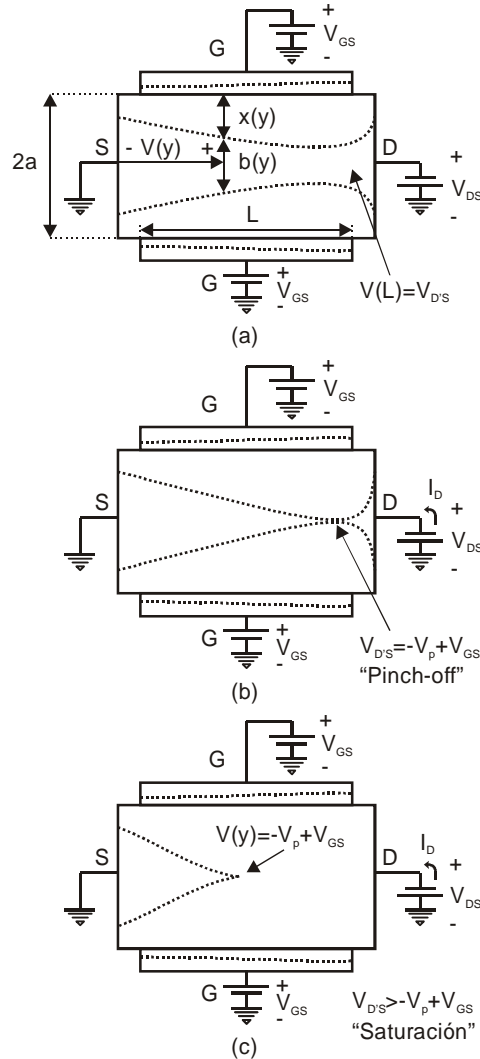 +
G
V_GS
-
x(y)
2a
S
- V(y) +
b(y)
D
+
V_DS
-
L
G
+
V_GS
-
V(L)=V_D'S
(a)
+
G
V_GS
-
S
D
I_D
+
V_DS
-
G
+
V_GS
-
V_D'S=-V_p+V_GS
“Pinch-off”
(b)
+
G
V_GS
-
V(y)=-V_p+V_GS
S
D
I_D
+
V_DS
-
G
+
V_GS
-
V_D'S>-V_p+V_GS
“Saturación”
(c)